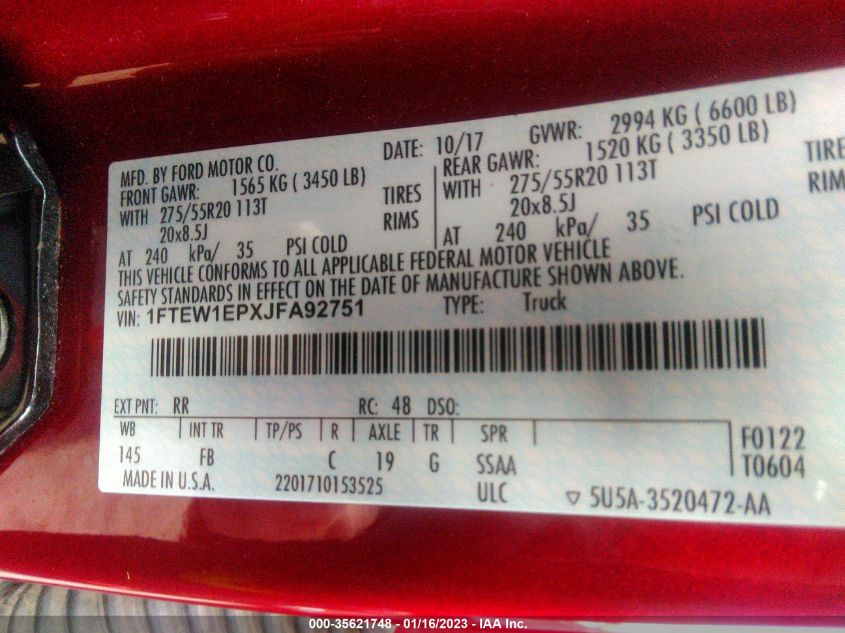 MFD. BY FORD MOTOR CO. DATE: 10/17 GVWR: 2994 KG ( 6600 LB)
FRONT GAWR: 1565 KG ( 3450 LB) REAR GAWR: 1520 KG ( 3350 LB)
WITH 275/55R20 113T TIRES WITH 275/55R20 113T TIRE
20x8.5J RIMS 20x8.5J RIM
AT 240 kPa/ 35 PSI COLD AT 240 kPa/ 35 PSI COLD
THIS VEHICLE CONFORMS TO ALL APPLICABLE FEDERAL MOTOR VEHICLE
SAFETY STANDARDS IN EFFECT ON THE DATE OF MANUFACTURE SHOWN ABOVE.
VIN: 1FTEW1EPXJFA92751 TYPE: Truck
EXT PNT: RR RC: 48 DSO:
WB INT TR TP/PS R AXLE TR SPR F0122
145 FB C 19 G SSAA T0604
MADE IN U.S.A. 2201710153525 ULC ▽ 5U5A-3520472-AA
000-35621748 - 01/16/2023 - IAA Inc.